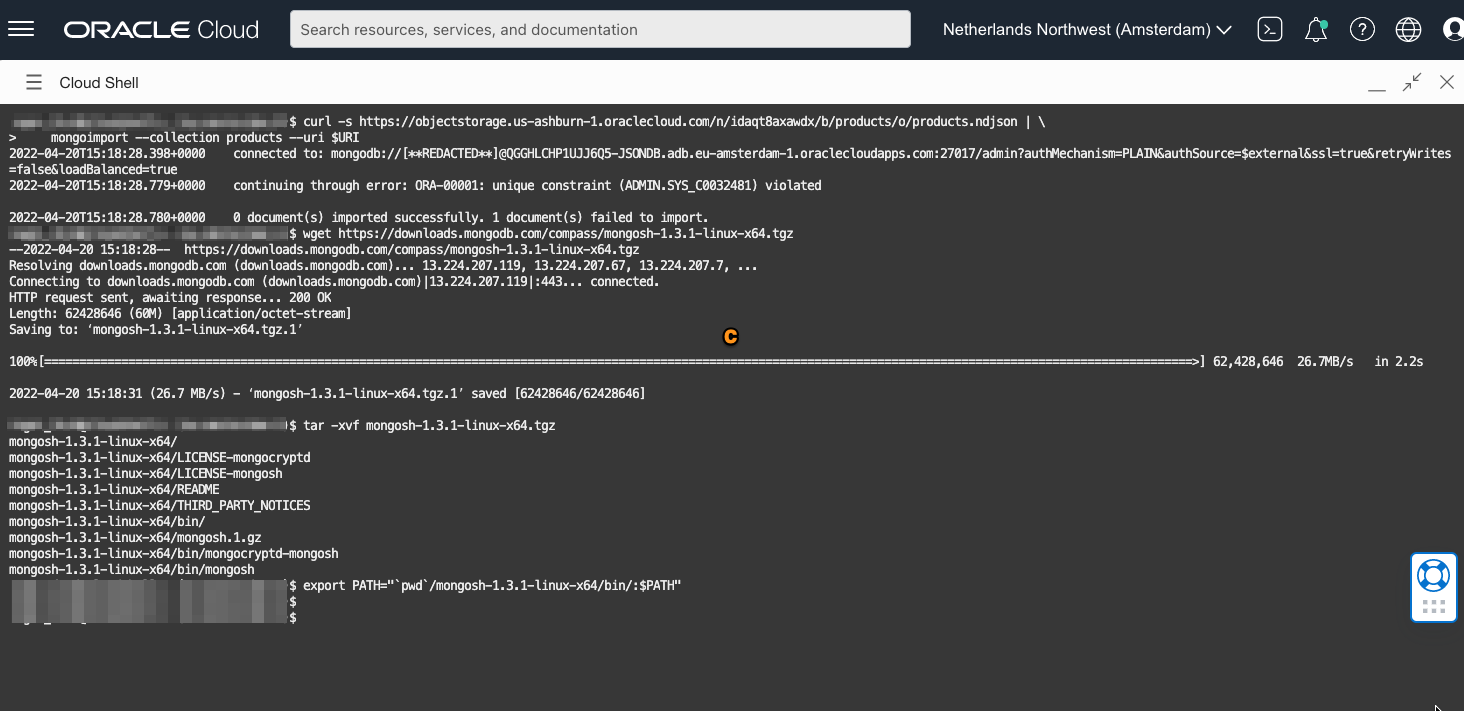 ORACLE Cloud
Search resources, services, and documentation
Netherlands Northwest (Amsterdam)
Cloud Shell
$ curl -s https://objectstorage.us-ashburn-1.oraclecloud.com/n/idaqt8axawdx/b/products/o/products.ndjson | \
>     mongoimport --collection products --uri $URI
2022-04-20T15:18:28.398+0000    connected to: mongodb://[**REDACTED**]@QGGHLCHP1UJJ6Q5-JSONDB.adb.eu-amsterdam-1.oraclecloudapps.com:27017/admin?authMechanism=PLAIN&authSource=$external&ssl=true&retryWrites
=false&loadBalanced=true
2022-04-20T15:18:28.779+0000    continuing through error: ORA-00001: unique constraint (ADMIN.SYS_C0032481) violated
2022-04-20T15:18:28.780+0000    0 document(s) imported successfully. 1 document(s) failed to import.
$ wget https://downloads.mongodb.com/compass/mongosh-1.3.1-linux-x64.tgz
--2022-04-20 15:18:28--  https://downloads.mongodb.com/compass/mongosh-1.3.1-linux-x64.tgz
Resolving downloads.mongodb.com (downloads.mongodb.com)... 13.224.207.119, 13.224.207.67, 13.224.207.7, ...
Connecting to downloads.mongodb.com (downloads.mongodb.com)|13.224.207.119|:443... connected.
HTTP request sent, awaiting response... 200 OK
Length: 62428646 (60M) [application/octet-stream]
Saving to: ‘mongosh-1.3.1-linux-x64.tgz.1’
C
100%[=====================================>] 62,428,646  26.7MB/s   in 2.2s
2022-04-20 15:18:31 (26.7 MB/s) - ‘mongosh-1.3.1-linux-x64.tgz.1’ saved [62428646/62428646]
$ tar -xvf mongosh-1.3.1-linux-x64.tgz
mongosh-1.3.1-linux-x64/
mongosh-1.3.1-linux-x64/LICENSE-mongocryptd
mongosh-1.3.1-linux-x64/LICENSE-mongosh
mongosh-1.3.1-linux-x64/README
mongosh-1.3.1-linux-x64/THIRD_PARTY_NOTICES
mongosh-1.3.1-linux-x64/bin/
mongosh-1.3.1-linux-x64/mongosh.1.gz
mongosh-1.3.1-linux-x64/bin/mongocryptd-mongosh
mongosh-1.3.1-linux-x64/bin/mongosh
$ export PATH="`pwd`/mongosh-1.3.1-linux-x64/bin/:$PATH"
$
$